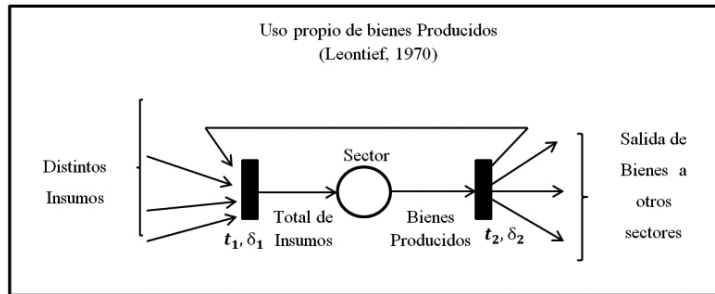 Uso propio de bienes Producidos
(Leontief, 1970)
Distintos
Insumos
Sector
Total de
Insumos
t₁, δ₁
Bienes
Producidos
t₂, δ₂
Salida de
Bienes a
otros
sectores